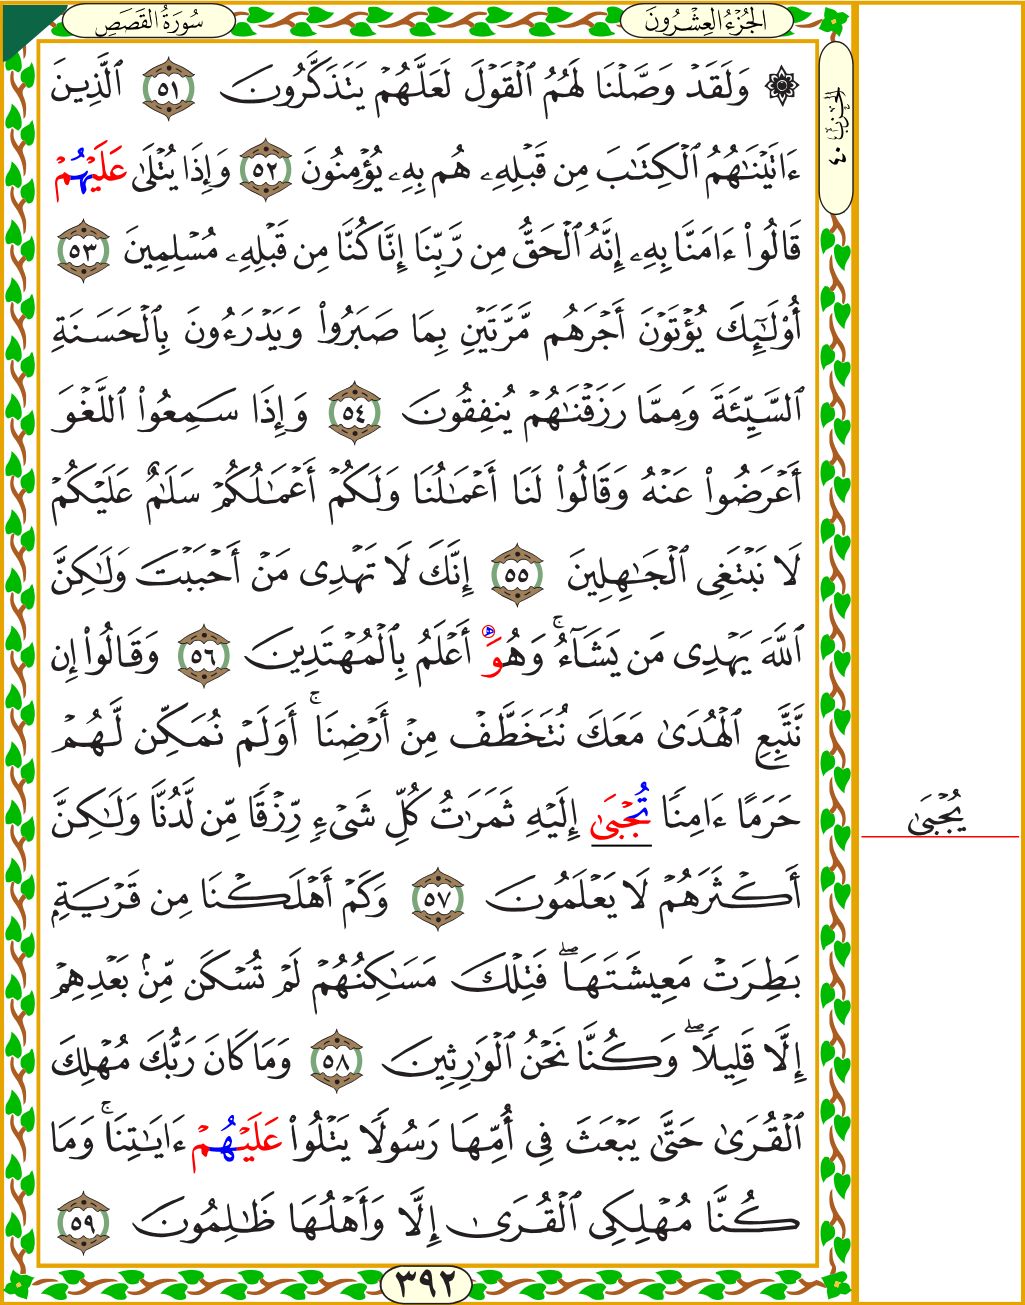 سُورَةُ القَصَصِ
الجُزْءُ العِشْرُونَ
الحِزْبُ ٤٠
۞ وَلَقَدْ وَصَّلْنَا لَهُمُ ٱلْقَوْلَ لَعَلَّهُمْ يَتَذَكَّرُونَ ٥١ ٱلَّذِينَ
ءَاتَيْنَٰهُمُ ٱلْكِتَٰبَ مِن قَبْلِهِۦ هُم بِهِۦ يُؤْمِنُونَ ٥٢ وَإِذَا يُتْلَىٰ عَلَيْهُمْ
قَالُوٓا۟ ءَامَنَّا بِهِۦٓ إِنَّهُ ٱلْحَقُّ مِن رَّبِّنَآ إِنَّا كُنَّا مِن قَبْلِهِۦ مُسْلِمِينَ ٥٣
أُو۟لَٰٓئِكَ يُؤْتَوْنَ أَجْرَهُم مَّرَّتَيْنِ بِمَا صَبَرُوا۟ وَيَدْرَءُونَ بِٱلْحَسَنَةِ
ٱلسَّيِّئَةَ وَمِمَّا رَزَقْنَٰهُمْ يُنفِقُونَ ٥٤ وَإِذَا سَمِعُوا۟ ٱللَّغْوَ
أَعْرَضُوا۟ عَنْهُ وَقَالُوا۟ لَنَآ أَعْمَٰلُنَا وَلَكُمْ أَعْمَٰلُكُمْ سَلَٰمٌ عَلَيْكُمْ
لَا نَبْتَغِى ٱلْجَٰهِلِينَ ٥٥ إِنَّكَ لَا تَهْدِى مَنْ أَحْبَبْتَ وَلَٰكِنَّ
ٱللَّهَ يَهْدِى مَن يَشَآءُ ۚ وَهُوَ أَعْلَمُ بِٱلْمُهْتَدِينَ ٥٦ وَقَالُوٓا۟ إِن
نَّتَّبِعِ ٱلْهُدَىٰ مَعَكَ نُتَخَطَّفْ مِنْ أَرْضِنَآ ۚ أَوَلَمْ نُمَكِّن لَّهُمْ
حَرَمًا ءَامِنًا تُجْبَىٰٓ إِلَيْهِ ثَمَرَٰتُ كُلِّ شَىْءٍ رِّزْقًا مِّن لَّدُنَّا وَلَٰكِنَّ
يُجْبَىٰ
أَكْثَرَهُمْ لَا يَعْلَمُونَ ٥٧ وَكَمْ أَهْلَكْنَا مِن قَرْيَةٍۭ
بَطِرَتْ مَعِيشَتَهَا ۖ فَتِلْكَ مَسَٰكِنُهُمْ لَمْ تُسْكَن مِّنۢ بَعْدِهِمْ
إِلَّا قَلِيلًا ۖ وَكُنَّا نَحْنُ ٱلْوَٰرِثِينَ ٥٨ وَمَا كَانَ رَبُّكَ مُهْلِكَ
ٱلْقُرَىٰ حَتَّىٰ يَبْعَثَ فِىٓ أُمِّهَا رَسُولًا يَتْلُوا۟ عَلَيْهُمْ ءَايَٰتِنَا ۚ وَمَا
كُنَّا مُهْلِكِى ٱلْقُرَىٰٓ إِلَّا وَأَهْلُهَا ظَٰلِمُونَ ٥٩
٣٩٢